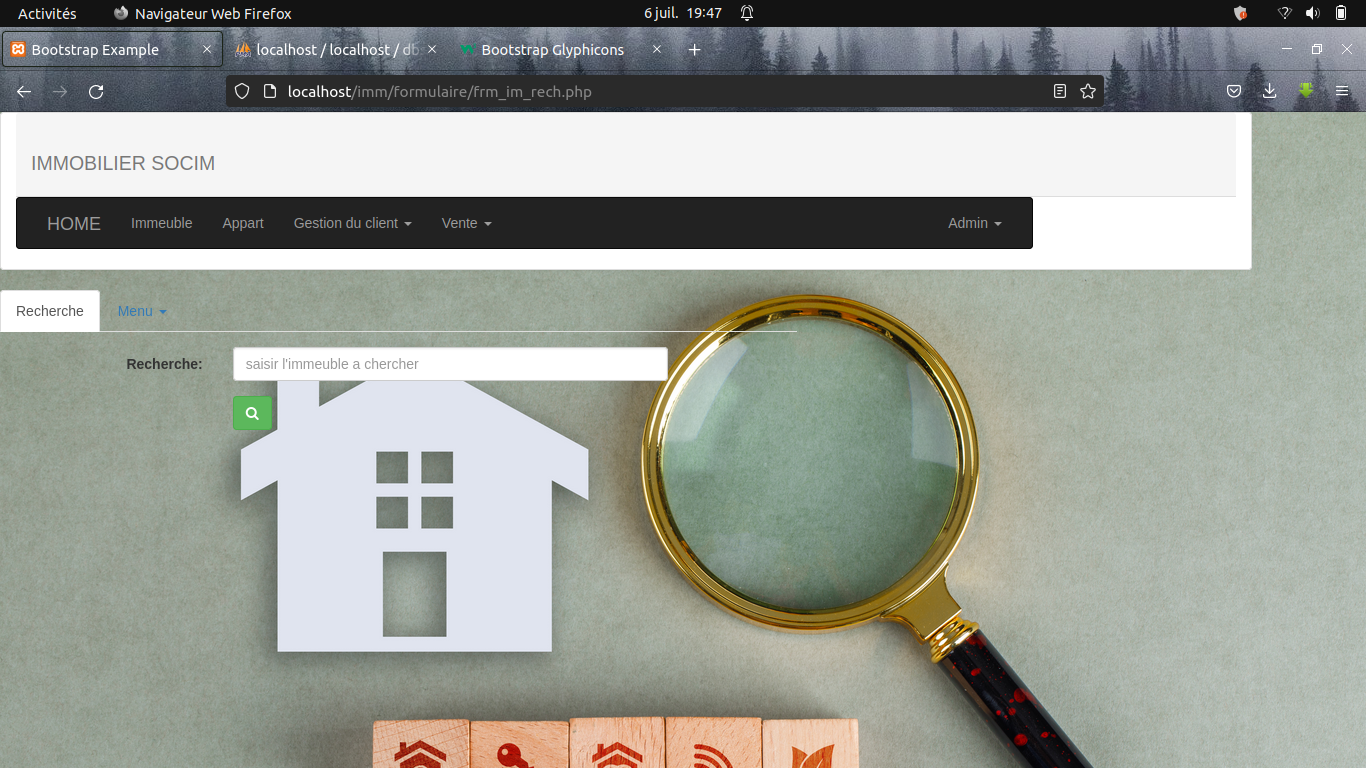 Activités Navigateur Web Firefox 6 juil. 19:47
Bootstrap Example localhost / localhost / db Bootstrap Glyphicons
localhost/imm/formulaire/frm_im_rech.php
IMMOBILIER SOCIM
HOME Immeuble Appart Gestion du client Vente Admin
Recherche Menu
Recherche: saisir l'immeuble a chercher